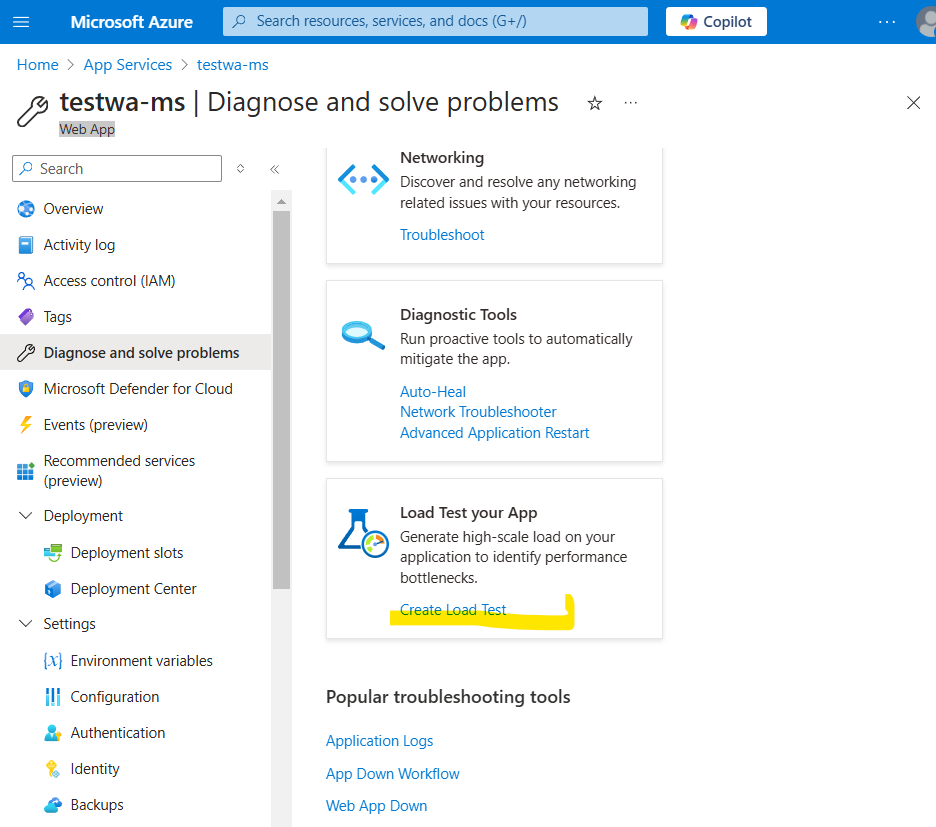 Microsoft Azure
Search resources, services, and docs (G+/)
Copilot
...
Home > App Services > testwa-ms
testwa-ms | Diagnose and solve problems
...
Web App
Search
Overview
Activity log
Access control (IAM)
Tags
Diagnose and solve problems
Microsoft Defender for Cloud
Events (preview)
Recommended services
(preview)
Deployment
Deployment slots
Deployment Center
Settings
Environment variables
Configuration
Authentication
Identity
Backups
Networking
Discover and resolve any networking
related issues with your resources.
Troubleshoot
Diagnostic Tools
Run proactive tools to automatically
mitigate the app.
Auto-Heal
Network Troubleshooter
Advanced Application Restart
Load Test your App
Generate high-scale load on your
application to identify performance
bottlenecks.
Create Load Test
Popular troubleshooting tools
Application Logs
App Down Workflow
Web App Down